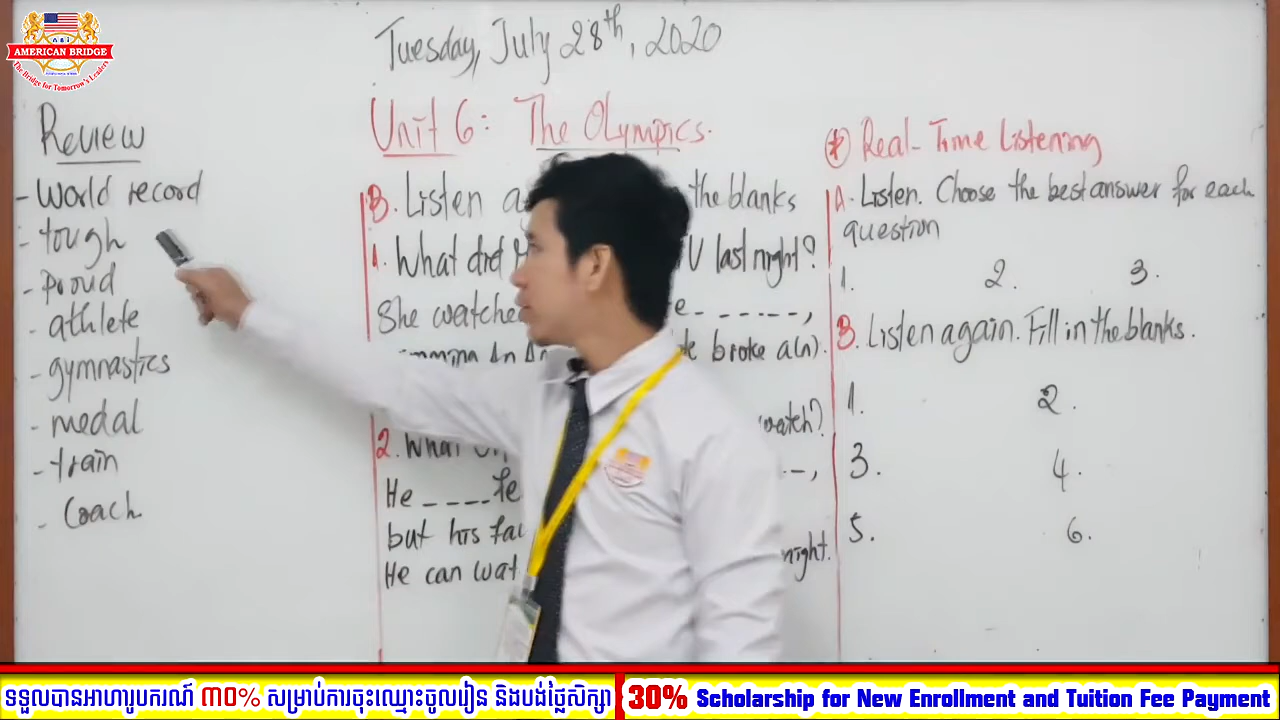 AMERICAN BRIDGE
The Bridge for Tomorrow's Leaders
Tuesday, July 28th, 2020
Unit 6: The Olympics.
Review
- World record
- tough
- Proud
- athlete
- gymnastics
- medal
- train
- Coach
B. Listen the blanks
1. What did last night?
She watche e- - - - - -,
broke a(n).
2. What watch?
He _ _ _ _ te
but his fa
He can wat night.
Real-Time Listening
A. Listen. Choose the best answer for each
question
1. 2. 3.
B. Listen again. Fill in the blanks.
1. 2.
3. 4.
5. 6.
ទទួលបានអាហារូបករណ៍ ៣០% សម្រាប់ការចុះឈ្មោះចូលរៀន និងបង់ថ្លៃសិក្សា
30% Scholarship for New Enrollment and Tuition Fee Payment